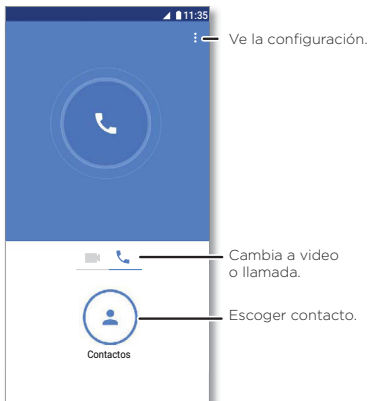 11:35
Ve la configuración.
Cambia a video
o llamada.
Escoger contacto.
Contactos